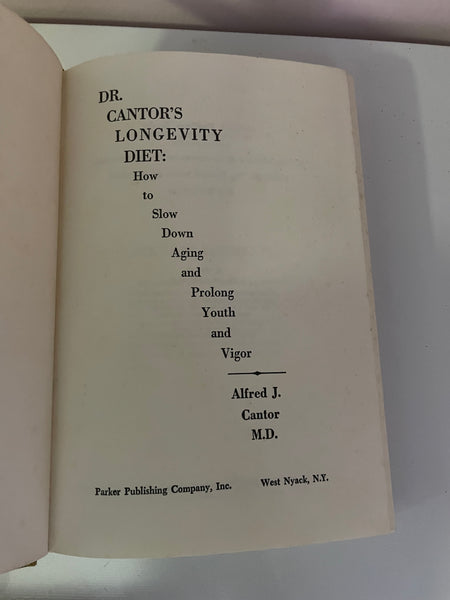 DR.
CANTOR'S
LONGEVITY
DIET:
How
to
Slow
Down
Aging
and
Prolong
Youth
and
Vigor
Alfred J.
Cantor
M.D.
Parker Publishing Company, Inc. West Nyack, N.Y.